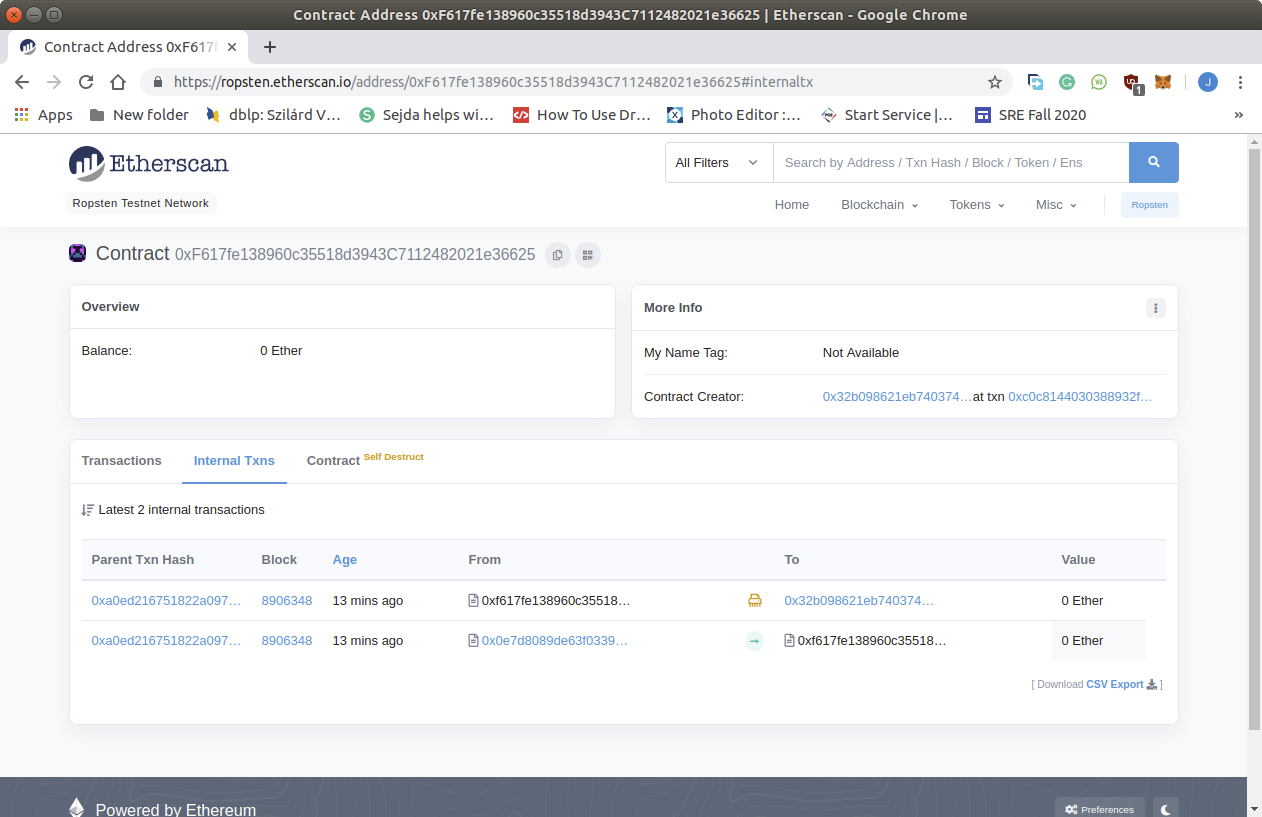 Contract Address 0xF617fe138960c35518d3943C7112482021e36625 | Etherscan - Google Chrome
Contract Address 0xF617f
https://ropsten.etherscan.io/address/0xF617fe138960c35518d3943C7112482021e36625#internaltx
1
J
Apps New folder dblp: Szilárd V… Sejda helps wi… How To Use Dr… Photo Editor :… Start Service |… SRE Fall 2020 »
Etherscan
All Filters Search by Address / Txn Hash / Block / Token / Ens
Ropsten Testnet Network
Home Blockchain Tokens Misc Ropsten
Contract 0xF617fe138960c35518d3943C7112482021e36625
Overview
Balance: 0 Ether
More Info
My Name Tag: Not Available
Contract Creator: 0x32b098621eb740374…at txn 0xc0c8144030388932f…
Transactions Internal Txns Contract Self Destruct
Latest 2 internal transactions
Parent Txn Hash Block Age From To Value
0xa0ed216751822a097… 8906348 13 mins ago 0xf617fe138960c35518… 0x32b098621eb740374… 0 Ether
0xa0ed216751822a097… 8906348 13 mins ago 0x0e7d8089de63f0339… 0xf617fe138960c35518… 0 Ether
[ Download CSV Export ]
Powered by Ethereum
Preferences